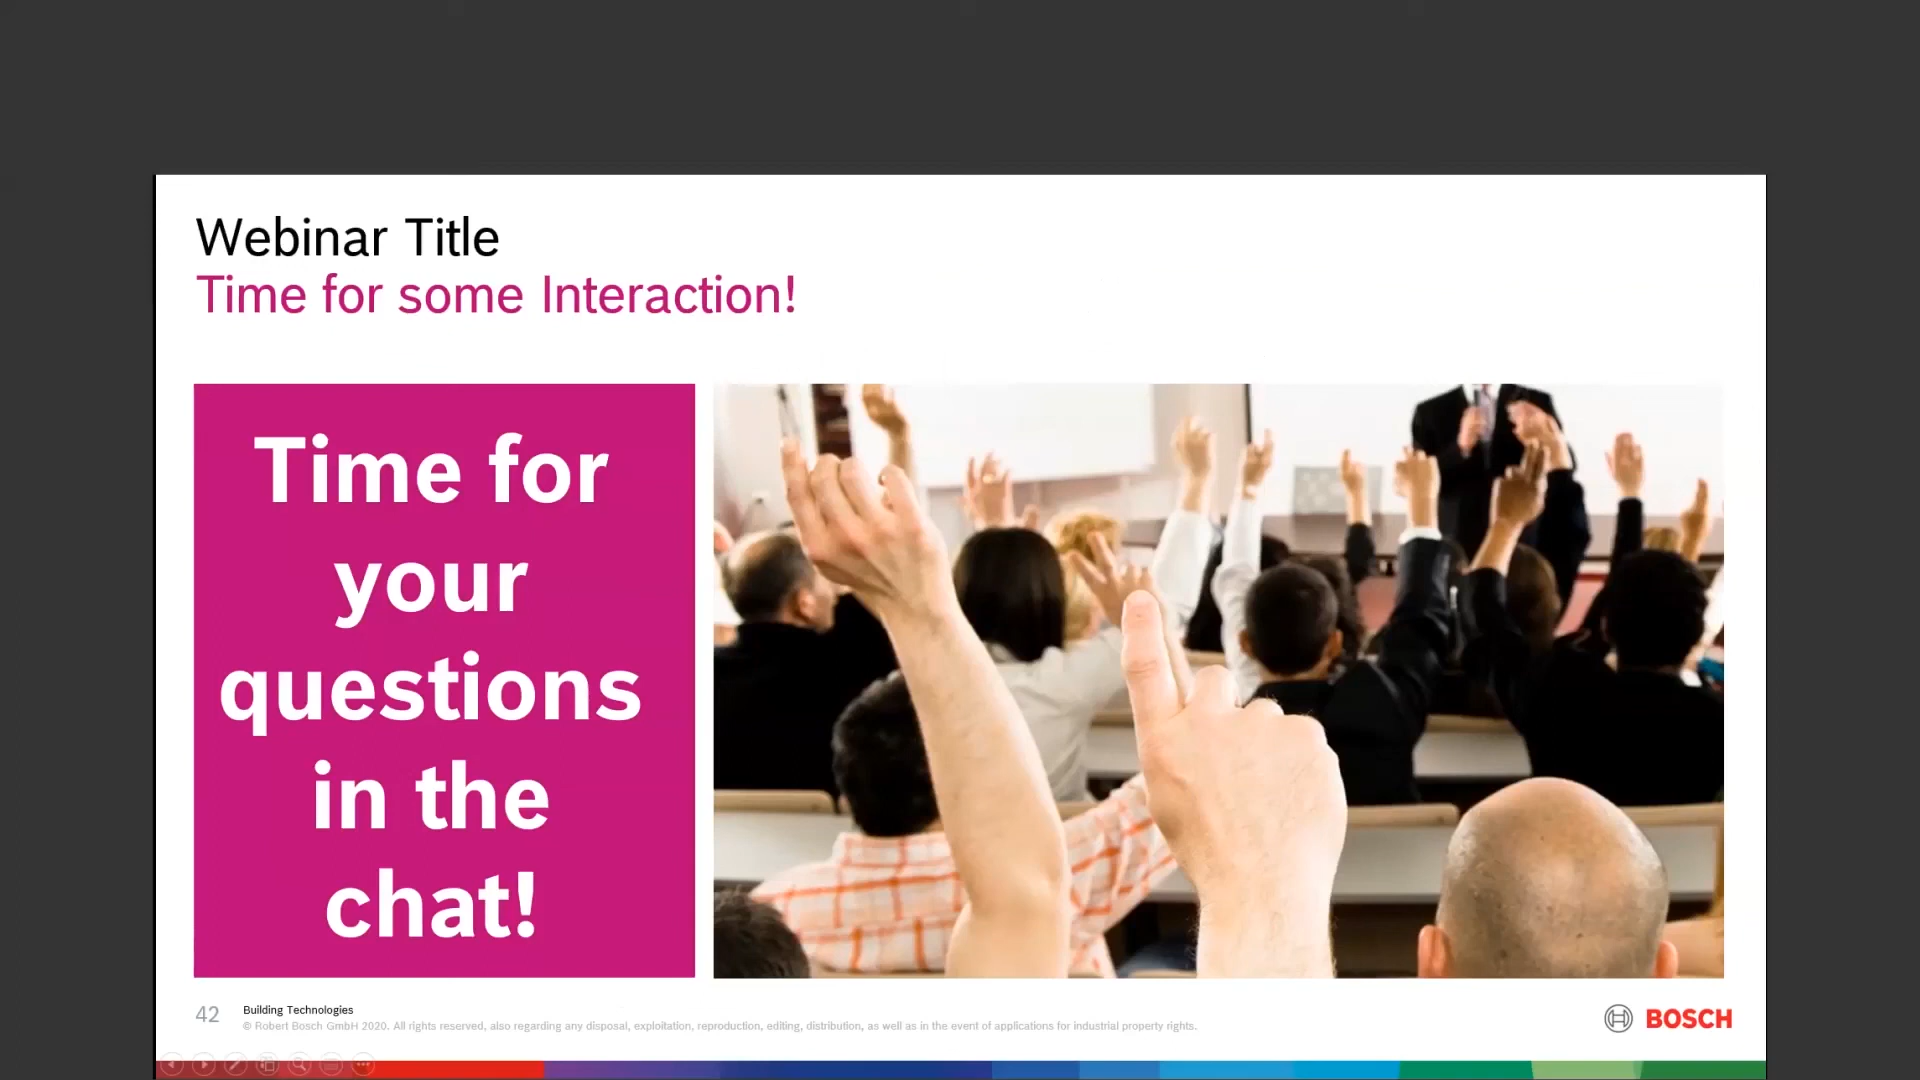 Webinar Title
Time for some Interaction!
Time for
your
questions
in the
chat!
42
Building Technologies
© Robert Bosch GmbH 2020. All rights reserved, also regarding any disposal, exploitation, reproduction, editing, distribution, as well as in the event of applications for industrial property rights.
BOSCH